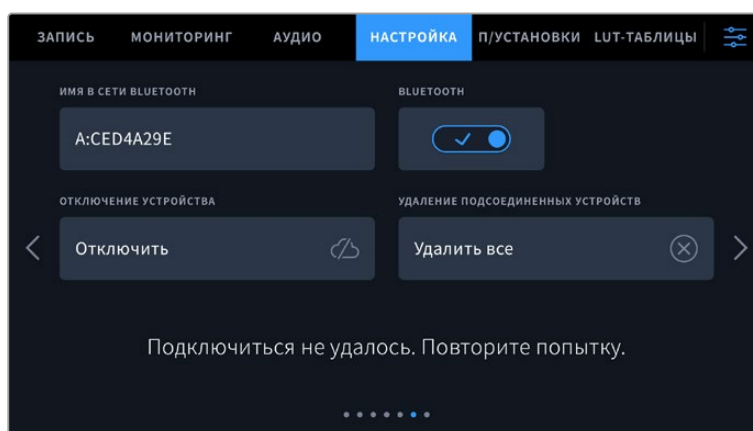 ЗАПИСЬ МОНИТОРИНГ АУДИО НАСТРОЙКА П/УСТАНОВКИ LUT-ТАБЛИЦЫ
ИМЯ В СЕТИ BLUETOOTH BLUETOOTH
A:CED4A29E
ОТКЛЮЧЕНИЕ УСТРОЙСТВА УДАЛЕНИЕ ПОДСОЕДИНЕННЫХ УСТРОЙСТВ
Отключить Удалить все
Подключиться не удалось. Повторите попытку.